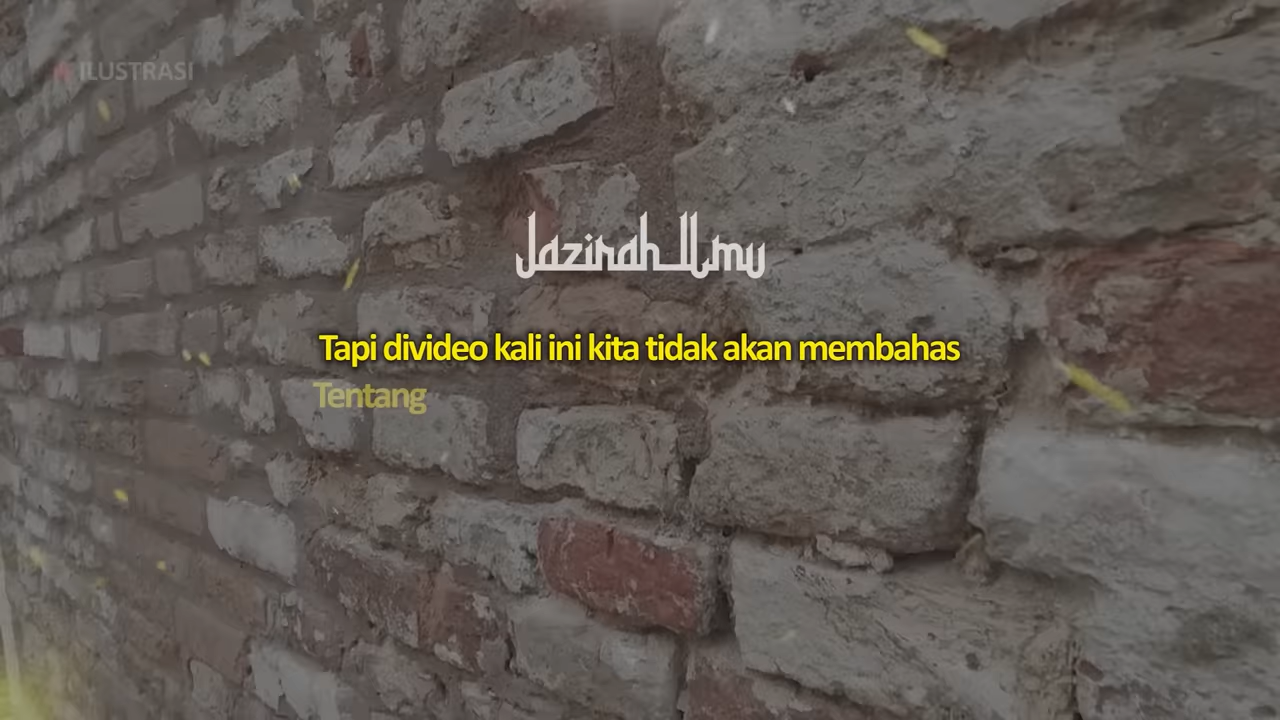 ILUSTRASI
Jazirah Ilmu
Tapi divideo kali ini kita tidak akan membahas
Tentang